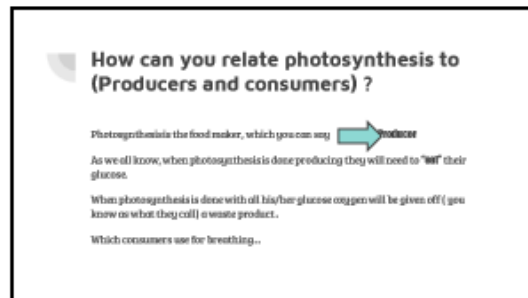 How can you relate photosynthesis to
(Producers and consumers) ?
Photosynthesis is the food maker, which you can say Producer
As we all know, when photosynthesis is done producing they will need to "eat" their
glucose.
When photosynthesis is done with all his/her glucose oxygen will be given off ( you
know as what they call) a waste product .
Which consumers use for breathing...